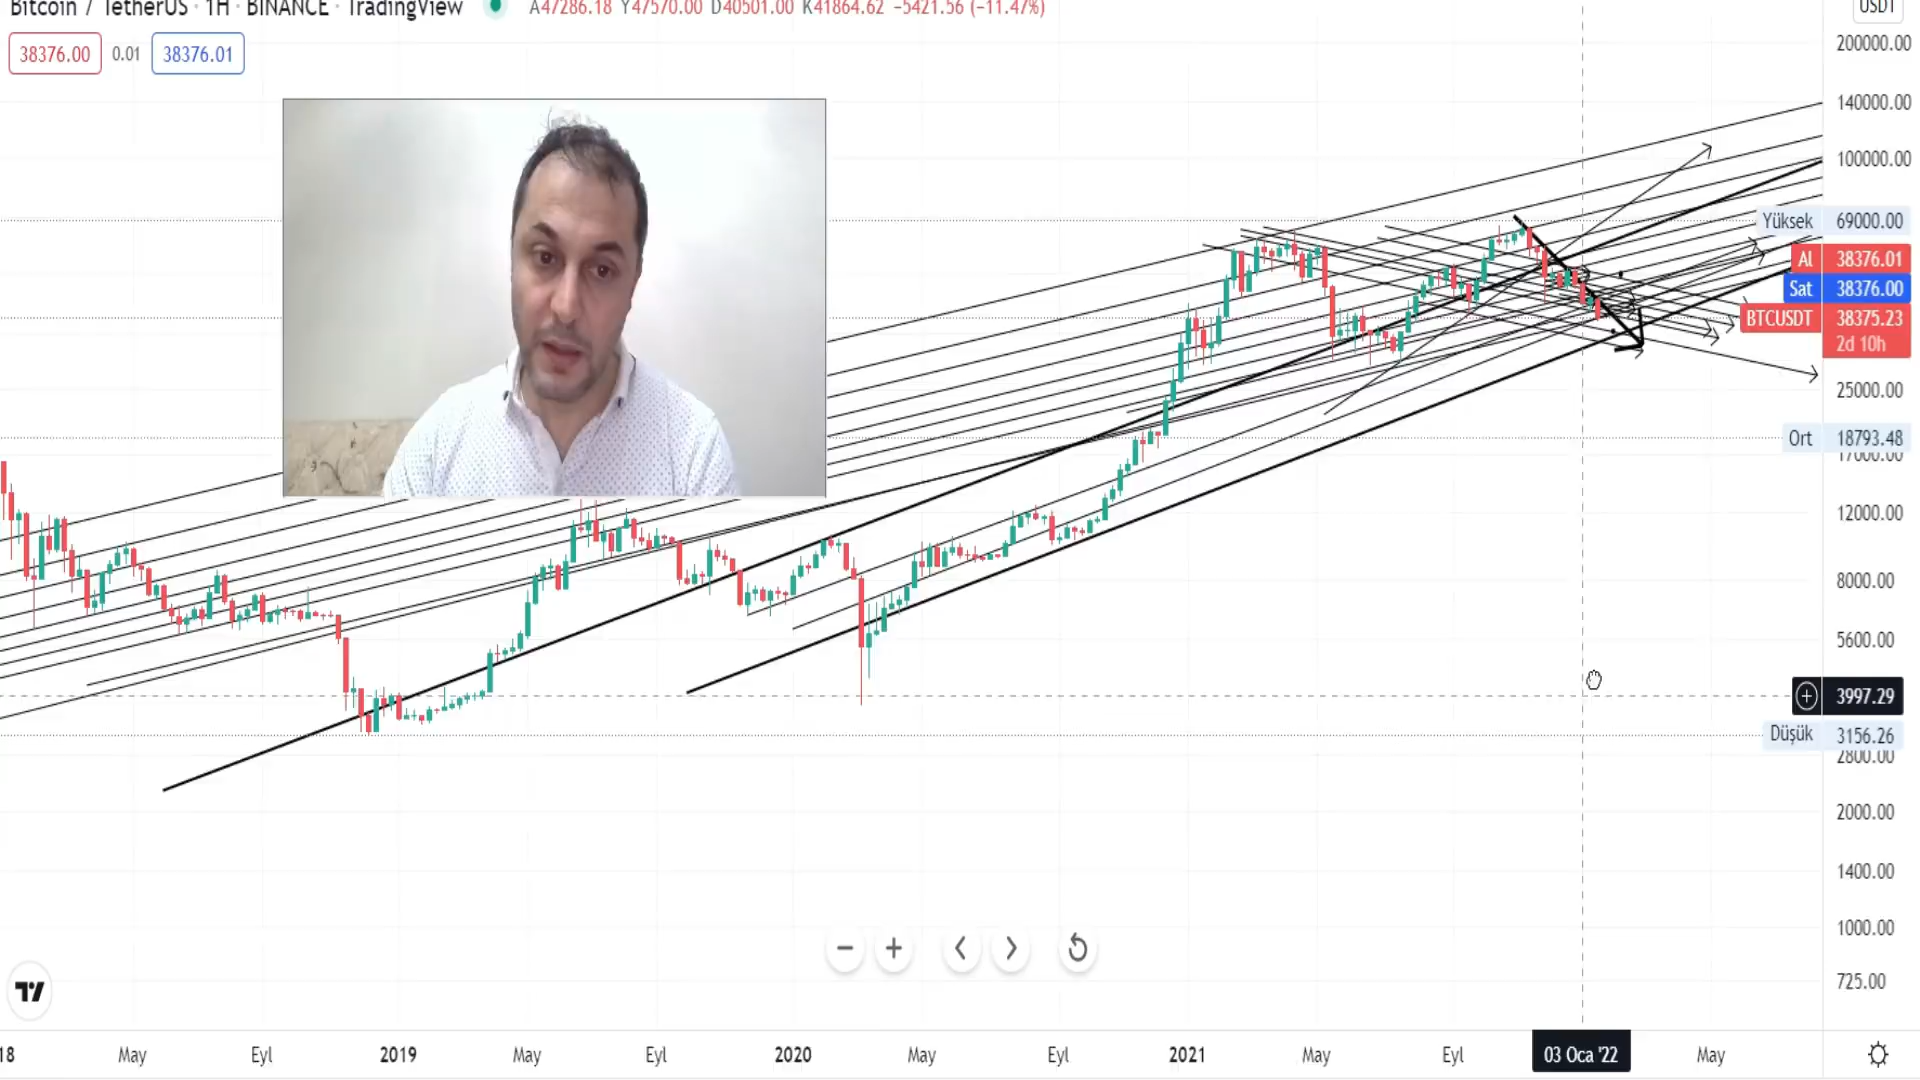 Bitcoin / TetherUS · 1H · BINANCE · TradingView A47286.18 Y47570.00 D40501.00 K41864.62 −5421.56 (−11.47%)
USDT
38376.00 0.01 38376.01
200000.00
140000.00
100000.00
Yüksek 69000.00
Al 38376.01
Sat 38376.00
BTCUSDT 38375.23
2d 10h
25000.00
Ort 18793.48
17000.00
12000.00
8000.00
5600.00
3997.29
Düşük 3156.26
2800.00
2000.00
1400.00
1000.00
725.00
18 May Eyl 2019 May Eyl 2020 May Eyl 2021 May Eyl 03 Oca '22 May